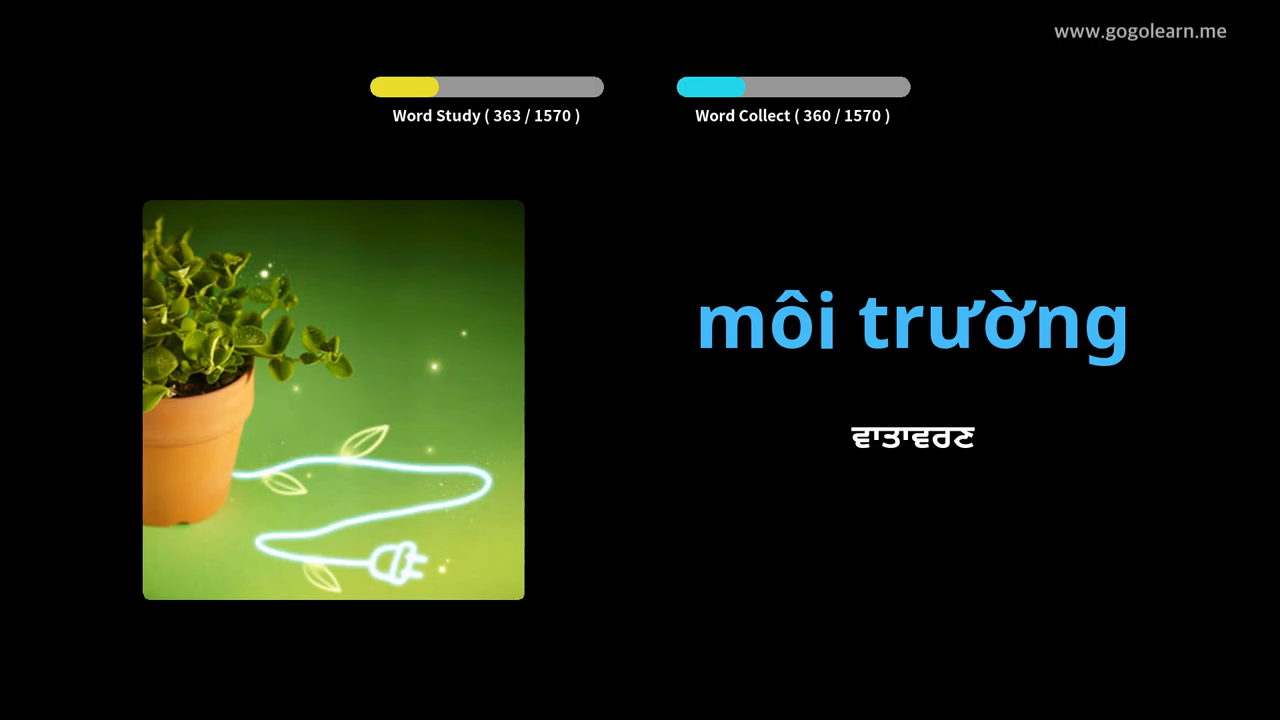 www.gogolearn.me
Word Study ( 363 / 1570 )
Word Collect ( 360 / 1570 )
môi trường
ਵਾਤਾਵਰਣ